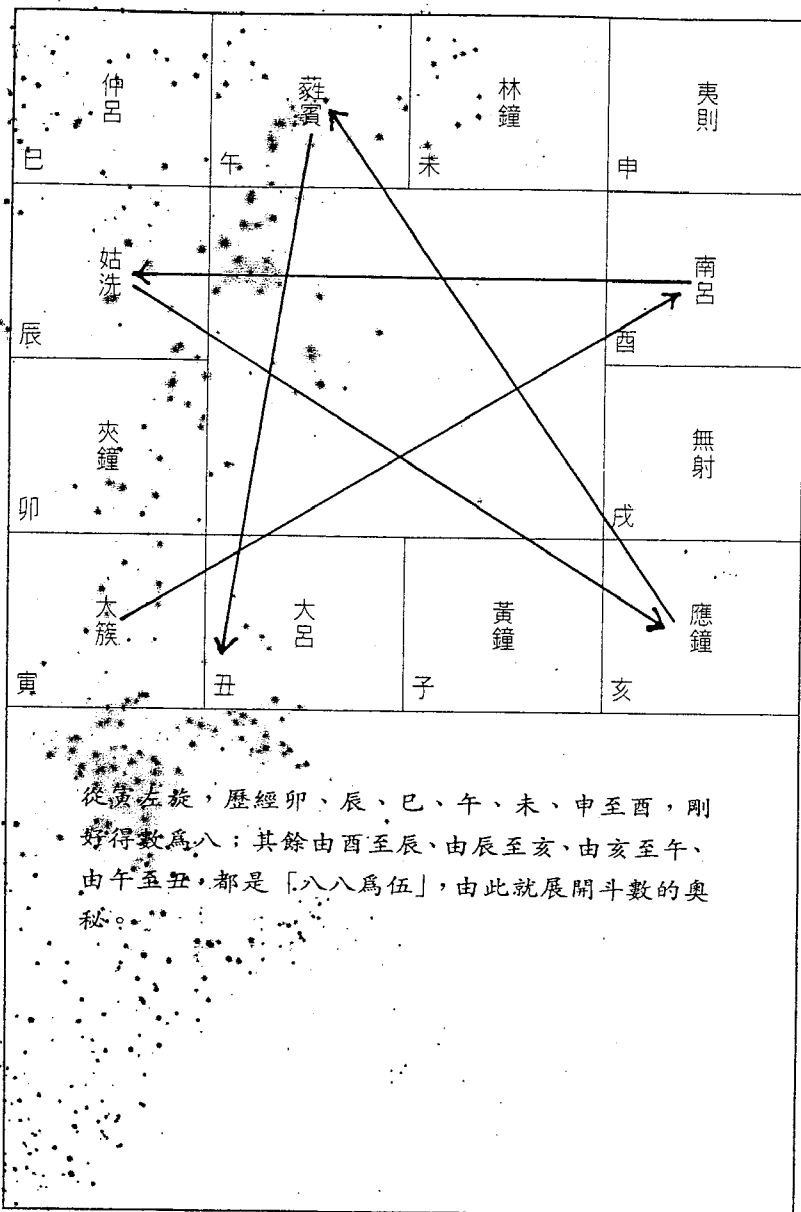 仲呂
巳
蕤賓
午
林鐘
未
夷則
申
姑洗
辰
南呂
酉
夾鐘
卯
無射
戌
太簇
寅
大呂
丑
黃鐘
子
應鐘
亥
從寅左旋，歷經卯、辰、巳、午、未、申至酉，剛
好得數爲八；其餘由酉至辰、由辰至亥、由亥至午、
由午至丑，都是「八八爲伍」，由此就展開斗數的奧
秘。